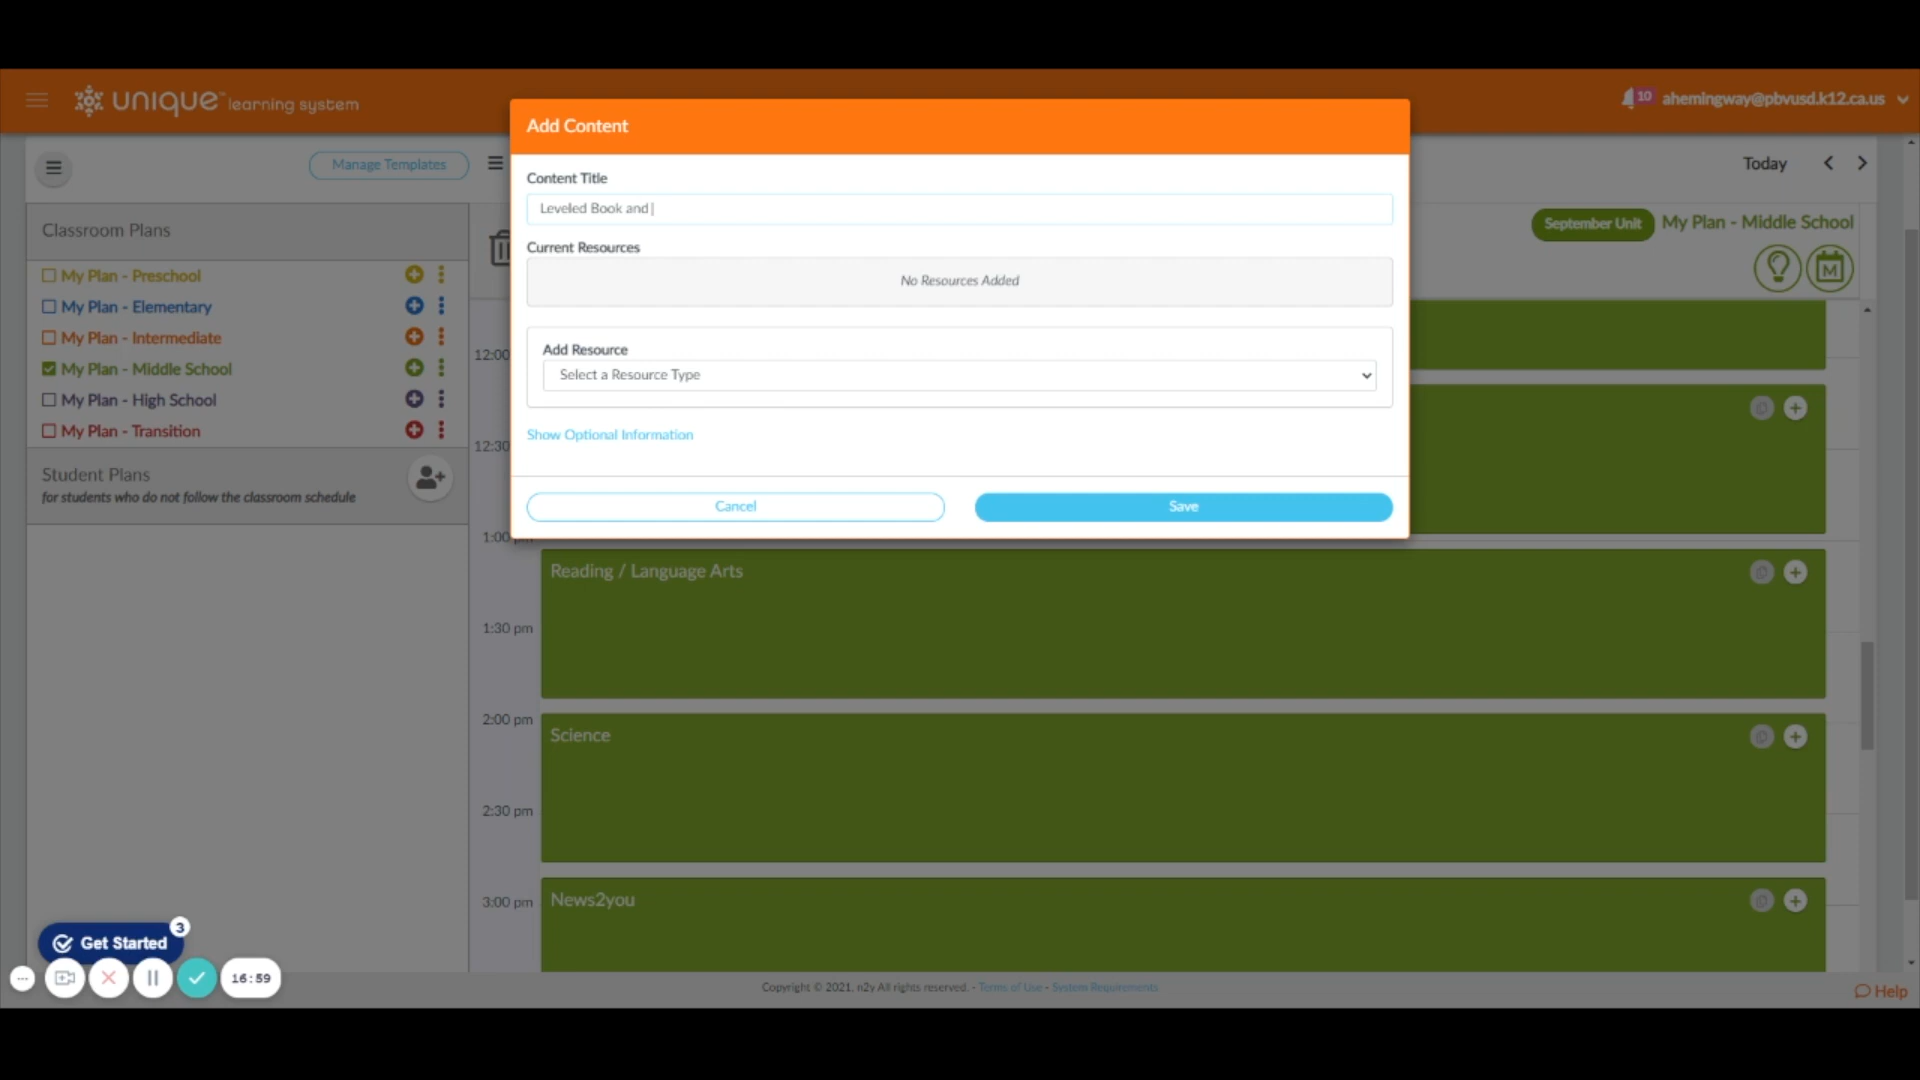 unique™ learning system
10 ahemingway@pbvusd.k12.ca.us
Manage Templates
Today
Classroom Plans
My Plan - Preschool
My Plan - Elementary
My Plan - Intermediate
My Plan - Middle School
My Plan - High School
My Plan - Transition
Student Plans
for students who do not follow the classroom schedule
September Unit My Plan - Middle School
M
Add Content
Content Title
Leveled Book and
Current Resources
No Resources Added
Add Resource
Select a Resource Type
Show Optional Information
Cancel
Save
12:00
12:30
1:00 pm
Reading / Language Arts
1:30 pm
2:00 pm
Science
2:30 pm
3:00 pm
News2you
Get Started
3
16:59
Copyright © 2021. n2y All rights reserved. - Terms of Use - System Requirements
Help